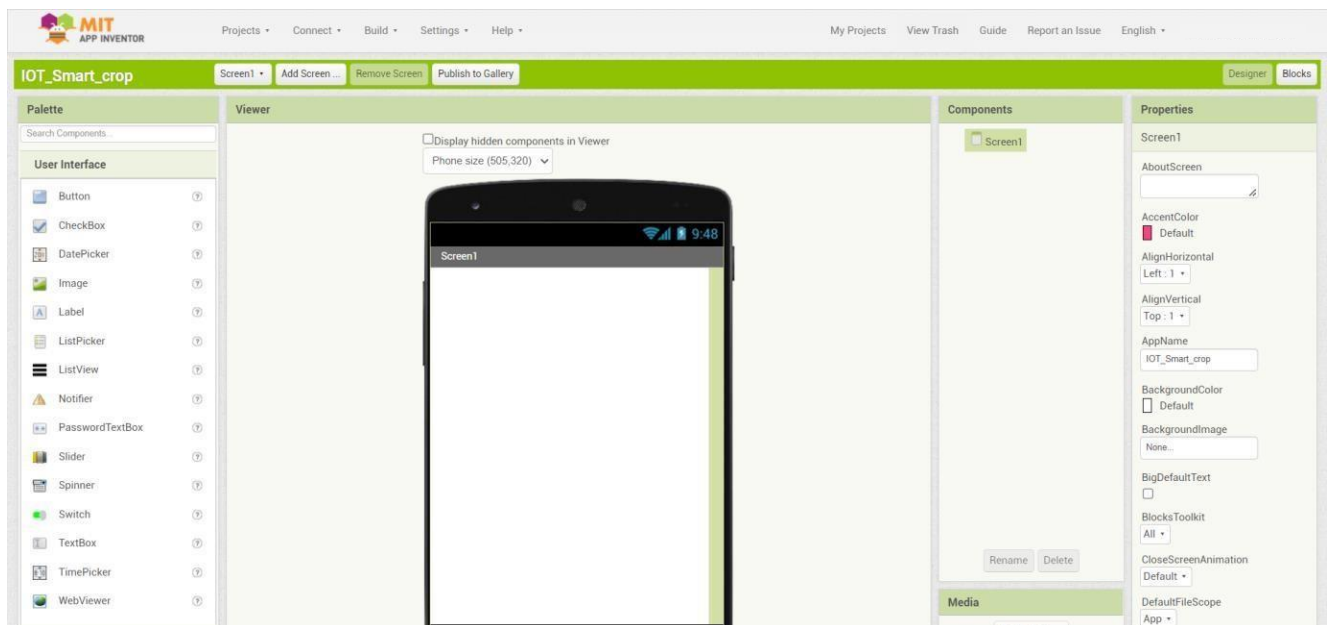 MIT
APP INVENTOR
Projects Connect Build Settings Help My Projects View Trash Guide Report an Issue English
IOT_Smart_crop Screen1 Add Screen ... Remove Screen Publish to Gallery Designer Blocks
Palette
Search Components...
User Interface
Button
CheckBox
DatePicker
Image
Label
ListPicker
ListView
Notifier
PasswordTextBox
Slider
Spinner
Switch
TextBox
TimePicker
WebViewer
Viewer
Display hidden components in Viewer
Phone size (505,320)
9:48
Screen1
Components
Screen1
Rename Delete
Media
Properties
Screen1
AboutScreen
AccentColor
Default
AlignHorizontal
Left : 1
AlignVertical
Top : 1
AppName
IOT_Smart_crop
BackgroundColor
Default
BackgroundImage
None...
BigDefaultText
BlocksToolkit
All
CloseScreenAnimation
Default
DefaultFileScope
App